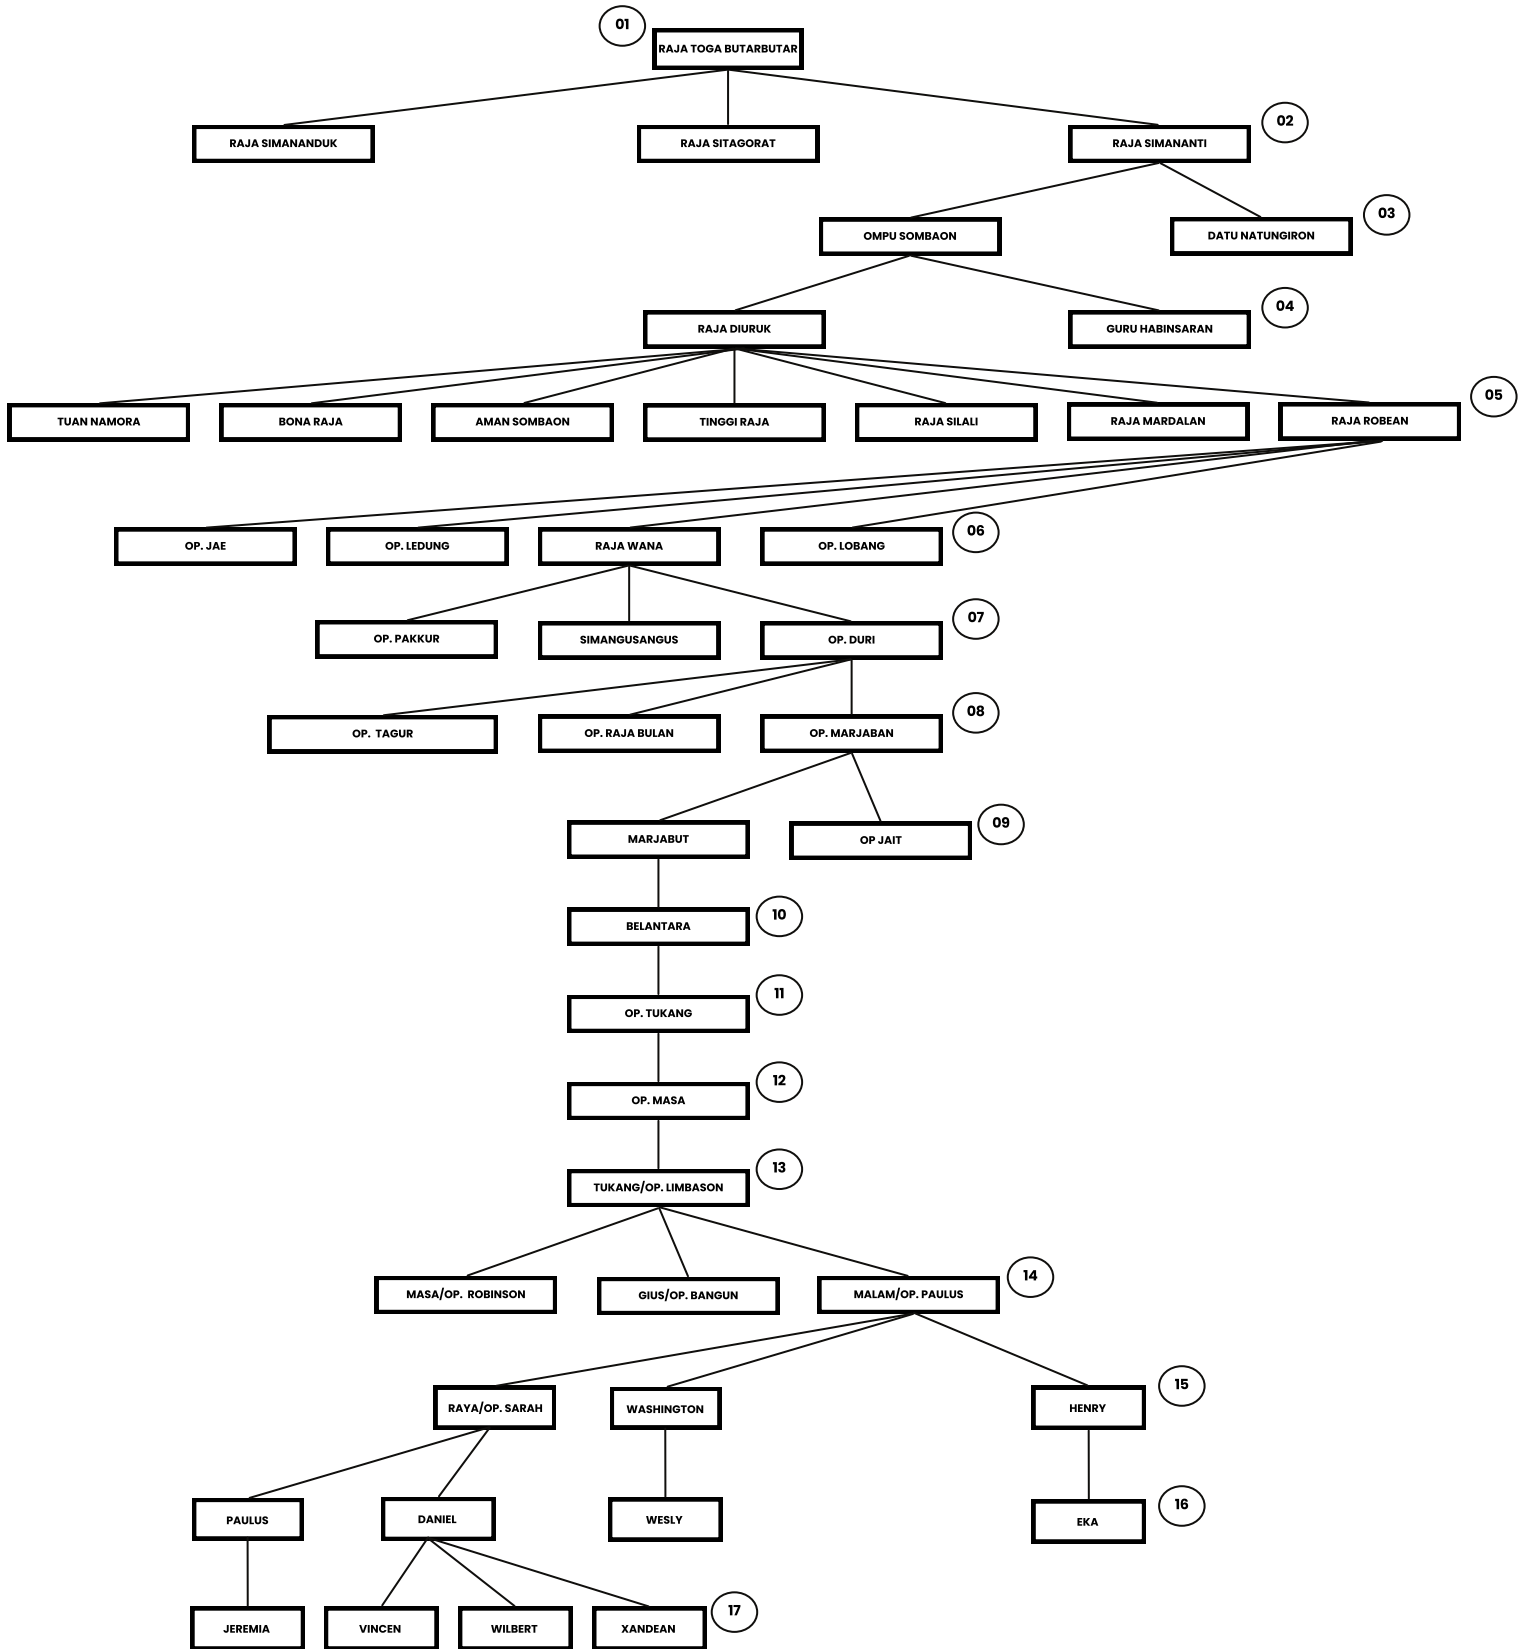 01
RAJA TOGA BUTARBUTAR
RAJA SIMANANDUK
RAJA SITAGORAT
RAJA SIMANANTI
02
OMPU SOMBAON
DATU NATUNGIRON
03
RAJA DIURUK
GURU HABINSARAN
04
TUAN NAMORA
BONA RAJA
AMAN SOMBAON
TINGGI RAJA
RAJA SILALI
RAJA MARDALAN
RAJA ROBEAN
05
OP. JAE
OP. LEDUNG
RAJA WANA
OP. LOBANG
06
OP. PAKKUR
SIMANGUSANGUS
OP. DURI
07
OP. TAGUR
OP. RAJA BULAN
OP. MARJABAN
08
MARJABUT
OP JAIT
09
BELANTARA
10
OP. TUKANG
11
OP. MASA
12
TUKANG/OP. LIMBASON
13
MASA/OP. ROBINSON
GIUS/OP. BANGUN
MALAM/OP. PAULUS
14
RAYA/OP. SARAH
WASHINGTON
HENRY
15
PAULUS
DANIEL
WESLY
EKA
16
JEREMIA
VINCEN
WILBERT
XANDEAN
17